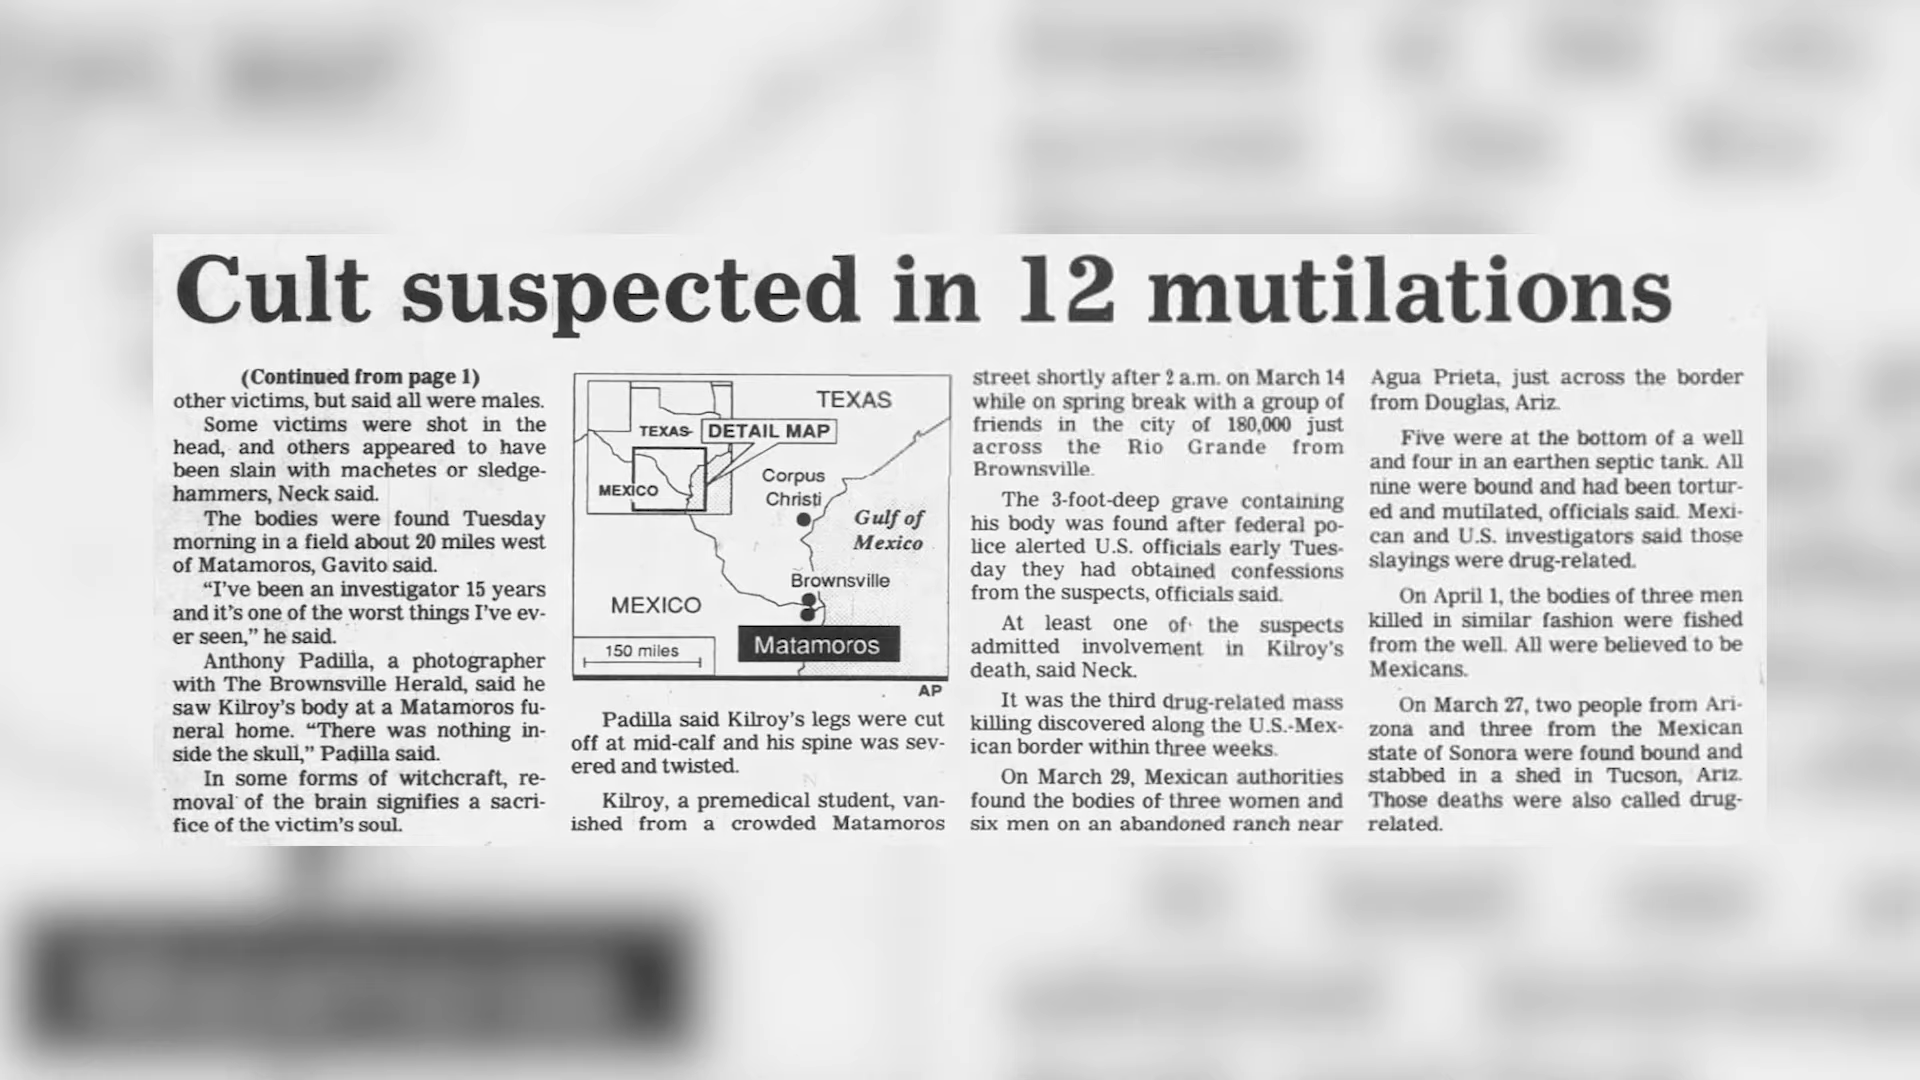 Cult suspected in 12 mutilations
(Continued from page 1)
other victims, but said all were males.
Some victims were shot in the
head, and others appeared to have
been slain with machetes or sledge-
hammers, Neck said.
The bodies were found Tuesday
morning in a field about 20 miles west
of Matamoros, Gavito said.
“I’ve been an investigator 15 years
and it’s one of the worst things I’ve ev-
er seen,” he said.
Anthony Padilla, a photographer
with The Brownsville Herald, said he
saw Kilroy’s body at a Matamoros fu-
neral home. “There was nothing in-
side the skull,” Padilla said.
In some forms of witchcraft, re-
moval of the brain signifies a sacri-
fice of the victim’s soul.
TEXAS
TEXAS
DETAIL MAP
MEXICO
Corpus
Christi
Gulf of
Mexico
Brownsville
MEXICO
Matamoros
150 miles
AP
Padilla said Kilroy’s legs were cut
off at mid-calf and his spine was sev-
ered and twisted.
Kilroy, a premedical student, van-
ished from a crowded Matamoros
street shortly after 2 a.m. on March 14
while on spring break with a group of
friends in the city of 180,000 just
across the Rio Grande from
Brownsville.
The 3-foot-deep grave containing
his body was found after federal po-
lice alerted U.S. officials early Tues-
day they had obtained confessions
from the suspects, officials said.
At least one of the suspects
admitted involvement in Kilroy’s
death, said Neck.
It was the third drug-related mass
killing discovered along the U.S.-Mex-
ican border within three weeks.
On March 29, Mexican authorities
found the bodies of three women and
six men on an abandoned ranch near
Agua Prieta, just across the border
from Douglas, Ariz.
Five were at the bottom of a well
and four in an earthen septic tank. All
nine were bound and had been tortur-
ed and mutilated, officials said. Mexi-
can and U.S. investigators said those
slayings were drug-related.
On April 1, the bodies of three men
killed in similar fashion were fished
from the well. All were believed to be
Mexicans.
On March 27, two people from Ari-
zona and three from the Mexican
state of Sonora were found bound and
stabbed in a shed in Tucson, Ariz.
Those deaths were also called drug-
related.